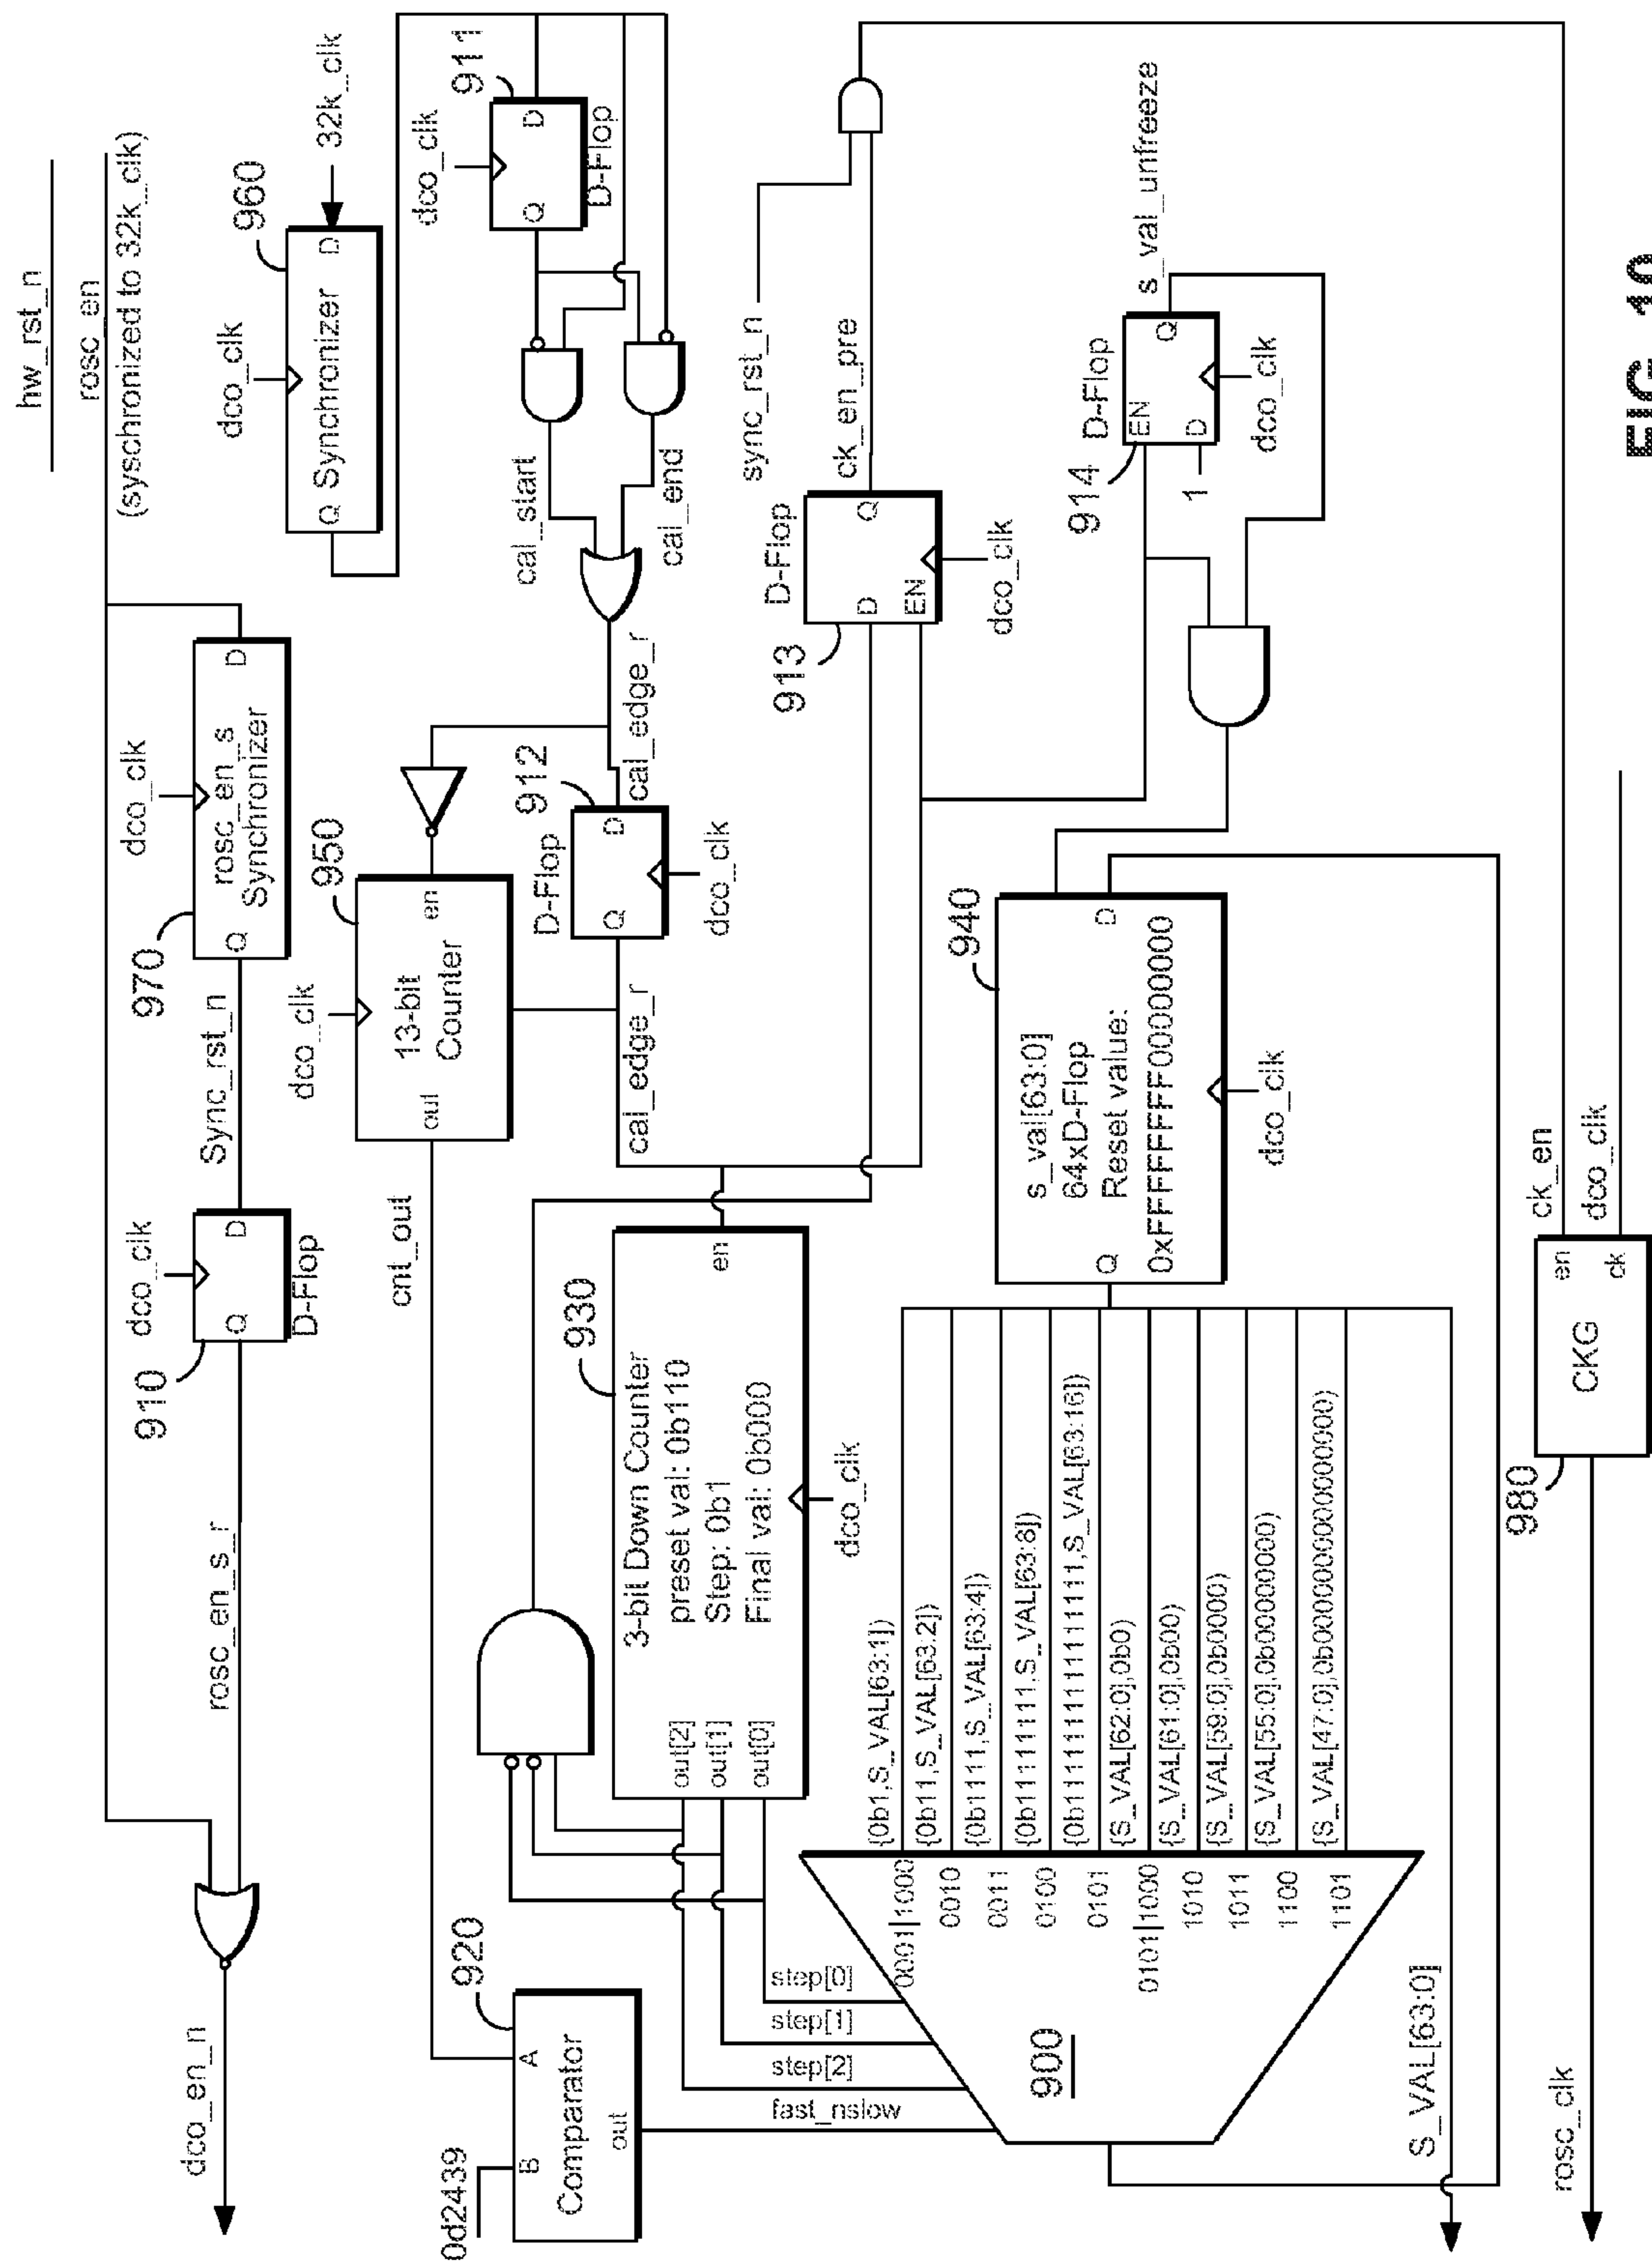 hw_rst_n
rosc_en
(syschronized to 32k_clk)
dco_clk
960
Q Synchronizer D
32k_clk
dco_clk
911
Q D
D-Flop
dco_clk
970
Q
rosc_en_s
Synchronizer
D
Sync_rst_n
dco_clk
910
Q D
D-Flop
rosc_en_s_r
dco_en_n
cal_start
cal_end
cal_edge_r
dco_clk
950
out
13-bit
Counter
en
cnt_out
912
D-Flop
Q D
cal_edge_r
dco_clk
cal_edge_r
sync_rst_n
ck_en_pre
D-Flop
913
D Q
EN
dco_clk
s_val_unfreeze
D-Flop
914
EN
Q
D
1
dco_clk
930
3-bit Down Counter
preset val: 0b110
Step: 0b1
Final val: 0b000
en
out[2]
out[1]
out[0]
dco_clk
940
s_val[63:0]
64xD-Flop
Reset value:
0xFFFFFFFF00000000
Q D
dco_clk
920
0d2439
B A
Comparator
out
step[0]
step[1]
step[2]
fast_nslow
900
0001|1000
0010
0011
0100
0101
0101|1000
1010
1011
1100
1101
{0b1,S_VAL[63:1]}
{0b11,S_VAL[63:2]}
{0b1111,S_VAL[63:4]}
{0b11111111,S_VAL[63:8]}
{0b1111111111111111,S_VAL[63:16]}
{S_VAL[62:0],0b0}
{S_VAL[61:0],0b00}
{S_VAL[59:0],0b0000}
{S_VAL[55:0],0b00000000}
{S_VAL[47:0],0b0000000000000000}
S_VAL[63:0]
ck_en
dco_clk
en
ck
CKG
980
rosc_clk
FIG. 10